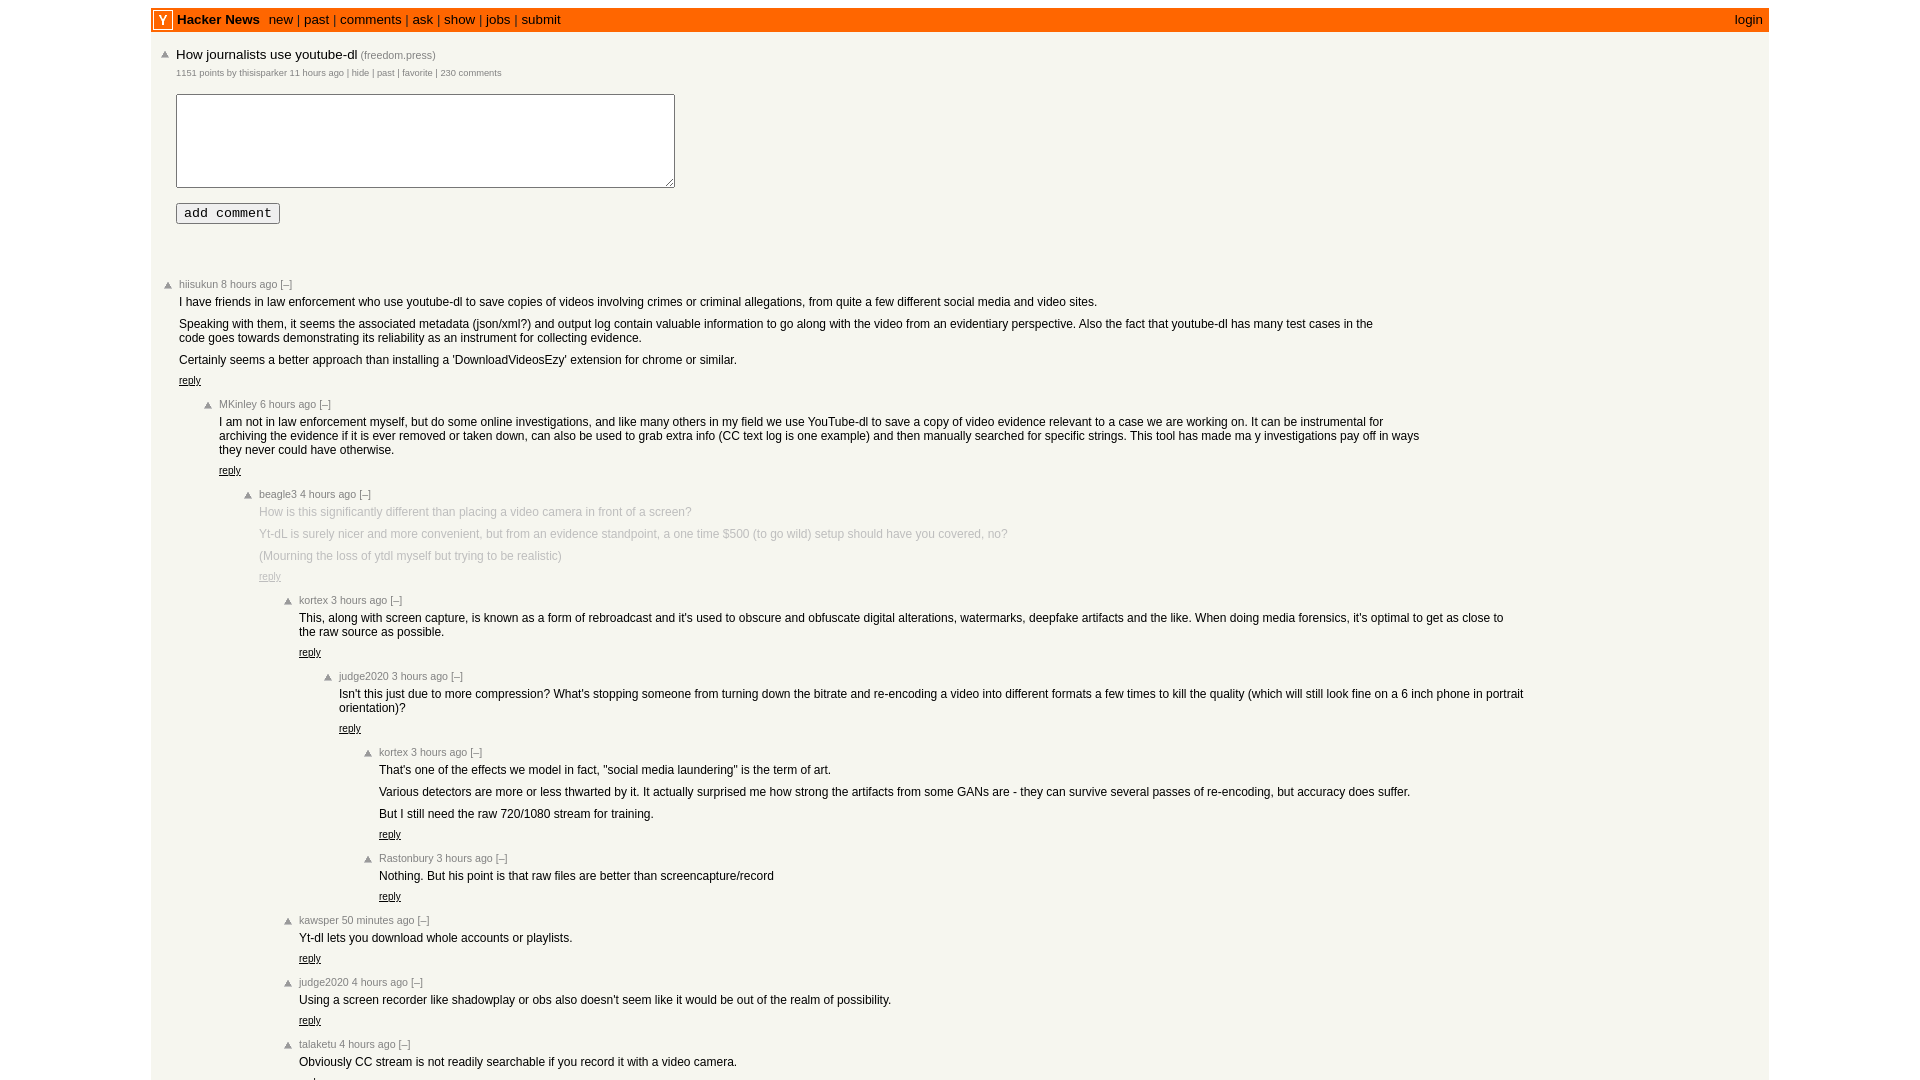 Y Hacker News new | past | comments | ask | show | jobs | submit login
How journalists use youtube-dl (freedom.press)
1151 points by thisisparker 11 hours ago | hide | past | favorite | 230 comments
add comment
hiisukun 8 hours ago [–]
I have friends in law enforcement who use youtube-dl to save copies of videos involving crimes or criminal allegations, from quite a few different social media and video sites.
Speaking with them, it seems the associated metadata (json/xml?) and output log contain valuable information to go along with the video from an evidentiary perspective. Also the fact that youtube-dl has many test cases in the
code goes towards demonstrating its reliability as an instrument for collecting evidence.
Certainly seems a better approach than installing a 'DownloadVideosEzy' extension for chrome or similar.
reply
MKinley 6 hours ago [–]
I am not in law enforcement myself, but do some online investigations, and like many others in my field we use YouTube-dl to save a copy of video evidence relevant to a case we are working on. It can be instrumental for
archiving the evidence if it is ever removed or taken down, can also be used to grab extra info (CC text log is one example) and then manually searched for specific strings. This tool has made ma y investigations pay off in ways
they never could have otherwise.
reply
beagle3 4 hours ago [–]
How is this significantly different than placing a video camera in front of a screen?
Yt-dL is surely nicer and more convenient, but from an evidence standpoint, a one time $500 (to go wild) setup should have you covered, no?
(Mourning the loss of ytdl myself but trying to be realistic)
reply
kortex 3 hours ago [–]
This, along with screen capture, is known as a form of rebroadcast and it's used to obscure and obfuscate digital alterations, watermarks, deepfake artifacts and the like. When doing media forensics, it's optimal to get as close to
the raw source as possible.
reply
judge2020 3 hours ago [–]
Isn't this just due to more compression? What's stopping someone from turning down the bitrate and re-encoding a video into different formats a few times to kill the quality (which will still look fine on a 6 inch phone in portrait
orientation)?
reply
kortex 3 hours ago [–]
That's one of the effects we model in fact, "social media laundering" is the term of art.
Various detectors are more or less thwarted by it. It actually surprised me how strong the artifacts from some GANs are - they can survive several passes of re-encoding, but accuracy does suffer.
But I still need the raw 720/1080 stream for training.
reply
Rastonbury 3 hours ago [–]
Nothing. But his point is that raw files are better than screencapture/record
reply
kawsper 50 minutes ago [–]
Yt-dl lets you download whole accounts or playlists.
reply
judge2020 4 hours ago [–]
Using a screen recorder like shadowplay or obs also doesn't seem like it would be out of the realm of possibility.
reply
talaketu 4 hours ago [–]
Obviously CC stream is not readily searchable if you record it with a video camera.